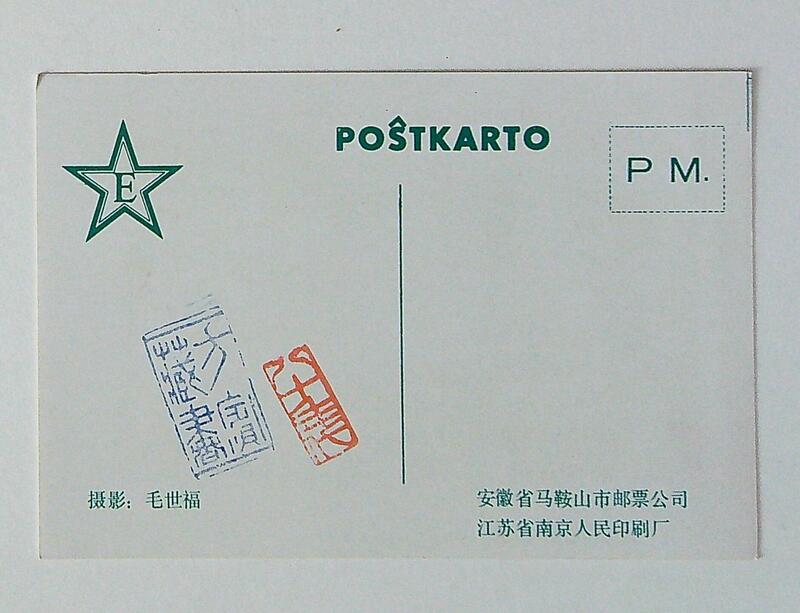 POŜTKARTO
E
P M.
摄影：毛世福
安徽省马鞍山市邮票公司
江苏省南京人民印刷厂